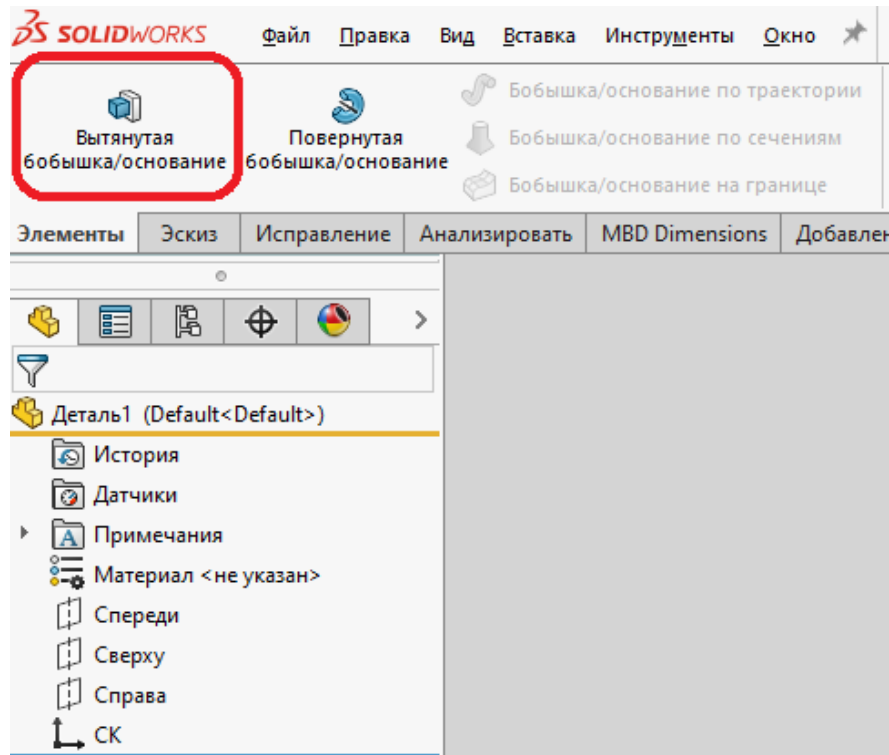 SOLIDWORKS Файл Правка Вид Вставка Инструменты Окно
Вытянутая
бобышка/основание
Повернутая
бобышка/основание
Бобышка/основание по траектории
Бобышка/основание по сечениям
Бобышка/основание на границе
Элементы Эскиз Исправление Анализировать MBD Dimensions Добавлен
Деталь1 (Default<Default>)
История
Датчики
Примечания
Материал <не указан>
Спереди
Сверху
Справа
СК